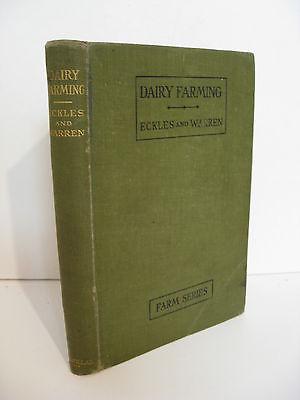 DAIRY
FARMING
ECKLES
AND
WARREN
DAIRY FARMING
ECKLES AND WARREN
FARM SERIES